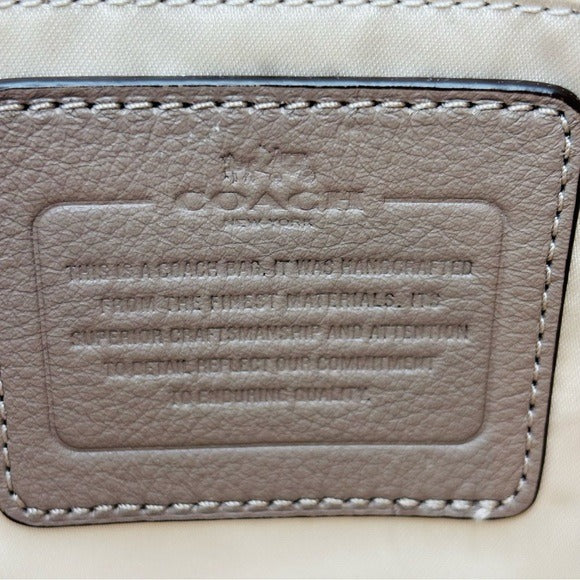 COACH
NEW YORK
THIS IS A COACH BAG. IT WAS HANDCRAFTED
FROM THE FINEST MATERIALS. ITS
SUPERIOR CRAFTSMANSHIP AND ATTENTION
TO DETAIL REFLECT OUR COMMITMENT
TO ENDURING QUALITY.